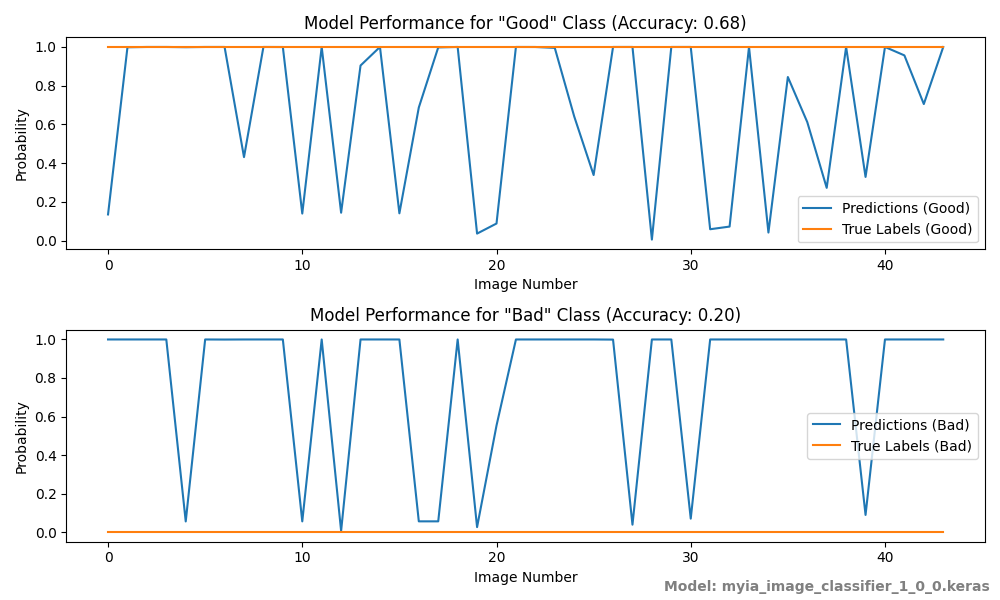 Model Performance for "Good" Class (Accuracy: 0.68)
1.0
0.8
0.6
0.4
0.2
0.0
Probability
Predictions (Good)
True Labels (Good)
0 10 20 30 40
Image Number
Model Performance for "Bad" Class (Accuracy: 0.20)
1.0
0.8
0.6
0.4
0.2
0.0
Probability
Predictions (Bad)
True Labels (Bad)
0 10 20 30 40
Image Number
Model: myia_image_classifier_1_0_0.keras